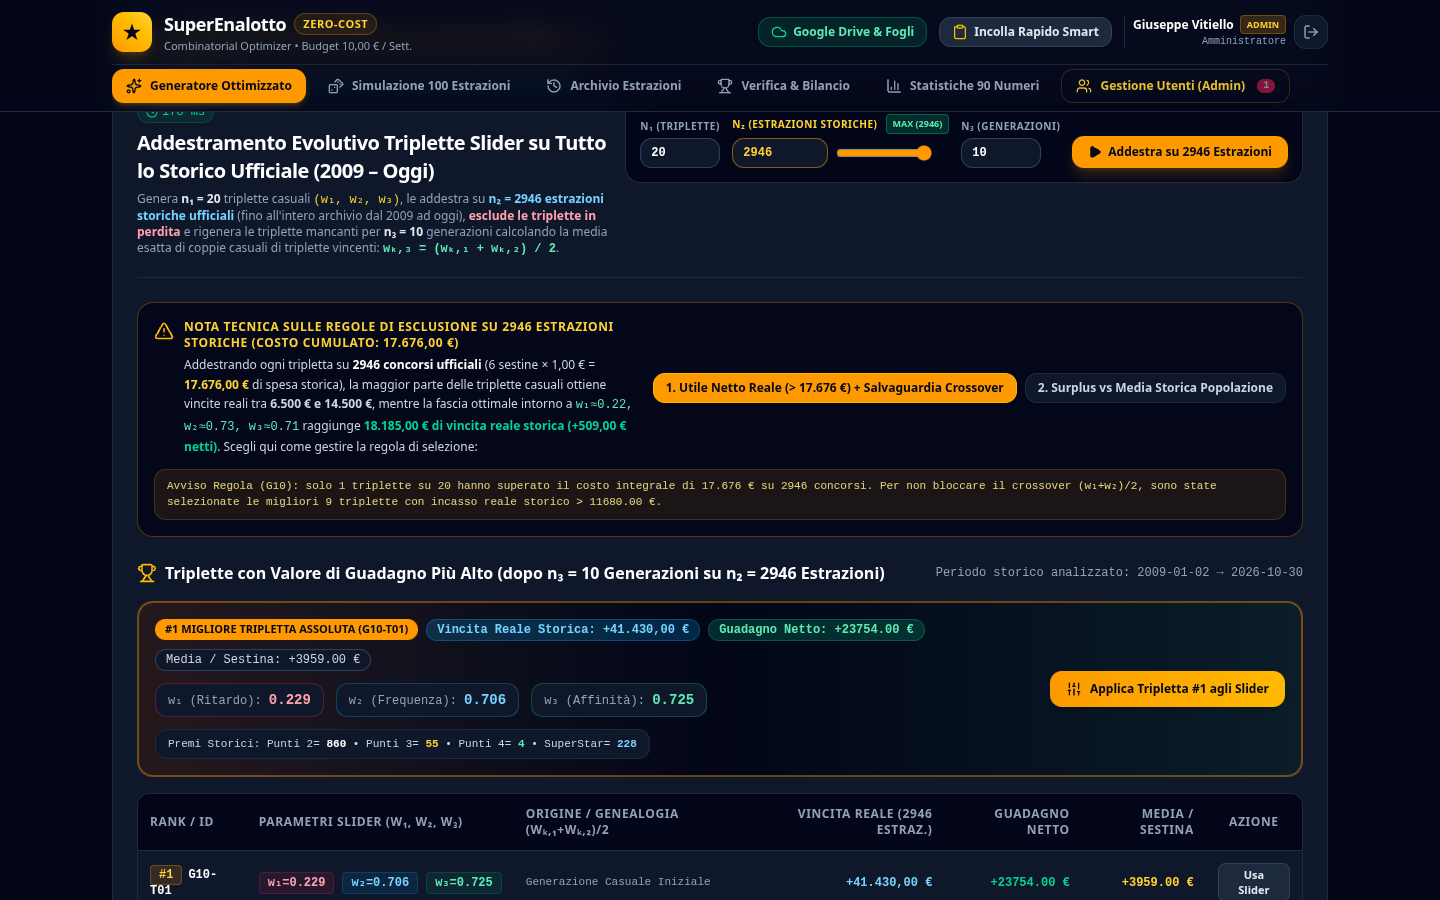 SuperEnalotto ZERO-COST
Combinatorial Optimizer • Budget 10,00 € / Sett.
Google Drive & Fogli
Incolla Rapido Smart
Giuseppe Vitiello ADMIN
Amministratore
Generatore Ottimizzato
Simulazione 100 Estrazioni
Archivio Estrazioni
Verifica & Bilancio
Statistiche 90 Numeri
Gestione Utenti (Admin) 1
Addestramento Evolutivo Triplette Slider su Tutto
lo Storico Ufficiale (2009 – Oggi)
Genera n₁ = 20 triplette casuali (w₁, w₂, w₃), le addestra su n₂ = 2946 estrazioni
storiche ufficiali (fino all'intero archivio dal 2009 ad oggi), esclude le triplette in
perdita e rigenera le triplette mancanti per n₃ = 10 generazioni calcolando la media
esatta di coppie casuali di triplette vincenti: wₖ,₃ = (wₖ,₁ + wₖ,₂) / 2.
N₁ (TRIPLETTE)
20
N₂ (ESTRAZIONI STORICHE) MAX (2946)
2946
N₃ (GENERAZIONI)
10
Addestra su 2946 Estrazioni
NOTA TECNICA SULLE REGOLE DI ESCLUSIONE SU 2946 ESTRAZIONI
STORICHE (COSTO CUMULATO: 17.676,00 €)
Addestrando ogni tripletta su 2946 concorsi ufficiali (6 sestine × 1,00 € =
17.676,00 € di spesa storica), la maggior parte delle triplette casuali ottiene
vincite reali tra 6.500 € e 14.500 €, mentre la fascia ottimale intorno a w₁≈0.22,
w₂≈0.73, w₃≈0.71 raggiunge 18.185,00 € di vincita reale storica (+509,00 €
netti). Scegli qui come gestire la regola di selezione:
1. Utile Netto Reale (> 17.676 €) + Salvaguardia Crossover
2. Surplus vs Media Storica Popolazione
Avviso Regola (G10): solo 1 triplette su 20 hanno superato il costo integrale di 17.676 € su 2946 concorsi. Per non bloccare il crossover (w₁+w₂)/2, sono state
selezionate le migliori 9 triplette con incasso reale storico > 11680.00 €.
Triplette con Valore di Guadagno Più Alto (dopo n₃ = 10 Generazioni su n₂ = 2946 Estrazioni)
Periodo storico analizzato: 2009-01-02 → 2026-10-30
#1 MIGLIORE TRIPLETTA ASSOLUTA (G10-T01)
Vincita Reale Storica: +41.430,00 €
Guadagno Netto: +23754.00 €
Media / Sestina: +3959.00 €
w₁ (Ritardo): 0.229
w₂ (Frequenza): 0.706
w₃ (Affinità): 0.725
Applica Tripletta #1 agli Slider
Premi Storici: Punti 2= 860 • Punti 3= 55 • Punti 4= 4 • SuperStar= 228
RANK / ID
PARAMETRI SLIDER (W₁, W₂, W₃)
ORIGINE / GENEALOGIA
(Wₖ,₁+Wₖ,₂)/2
VINCITA REALE (2946
ESTRAZ.)
GUADAGNO
NETTO
MEDIA /
SESTINA
AZIONE
#1 G10-
T01
w₁=0.229
w₂=0.706
w₃=0.725
Generazione Casuale Iniziale
+41.430,00 €
+23754.00 €
+3959.00 €
Usa
Slider